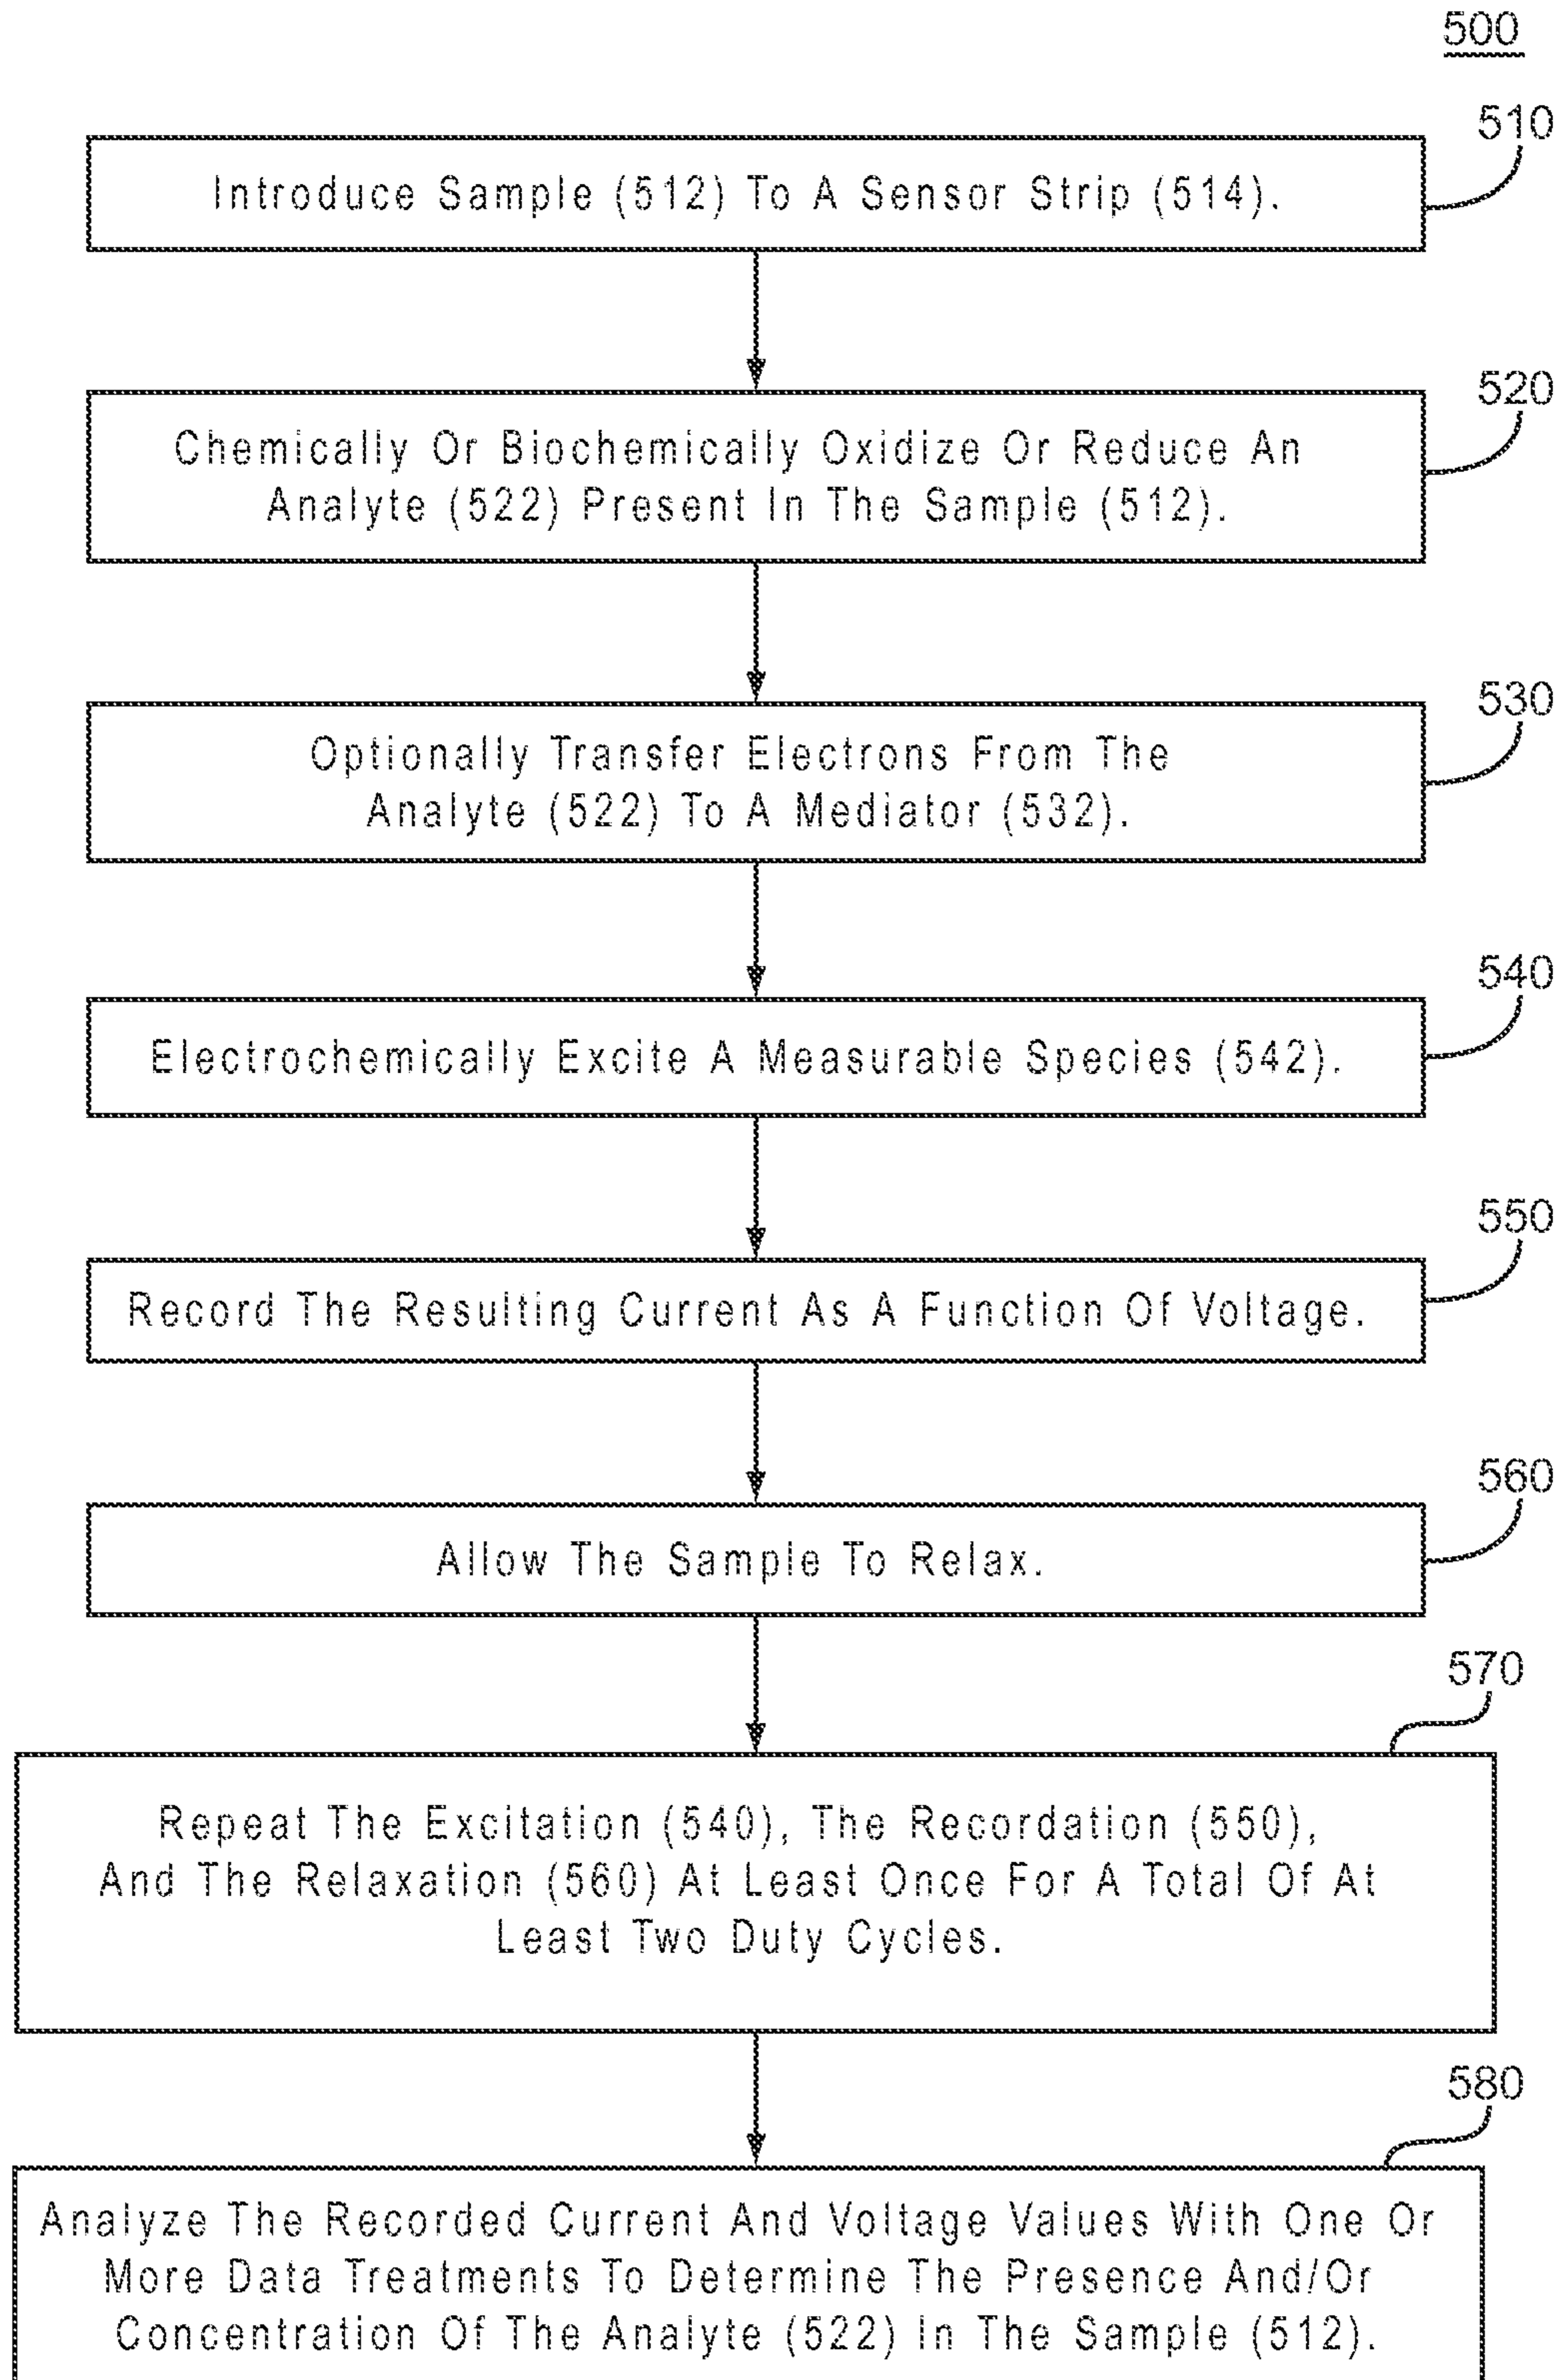 500
510
Introduce Sample (512) To A Sensor Strip (514).
520
Chemically Or Biochemically Oxidize Or Reduce An
Analyte (522) Present In The Sample (512).
530
Optionally Transfer Electrons From The
Analyte (522) To A Mediator (532).
540
Electrochemically Excite A Measurable Species (542).
550
Record The Resulting Current As A Function Of Voltage.
560
Allow The Sample To Relax.
570
Repeat The Excitation (540), The Recordation (550),
And The Relaxation (560) At Least Once For A Total Of At
Least Two Duty Cycles.
580
Analyze The Recorded Current And Voltage Values With One Or
More Data Treatments To Determine The Presence And/Or
Concentration Of The Analyte (522) In The Sample (512).